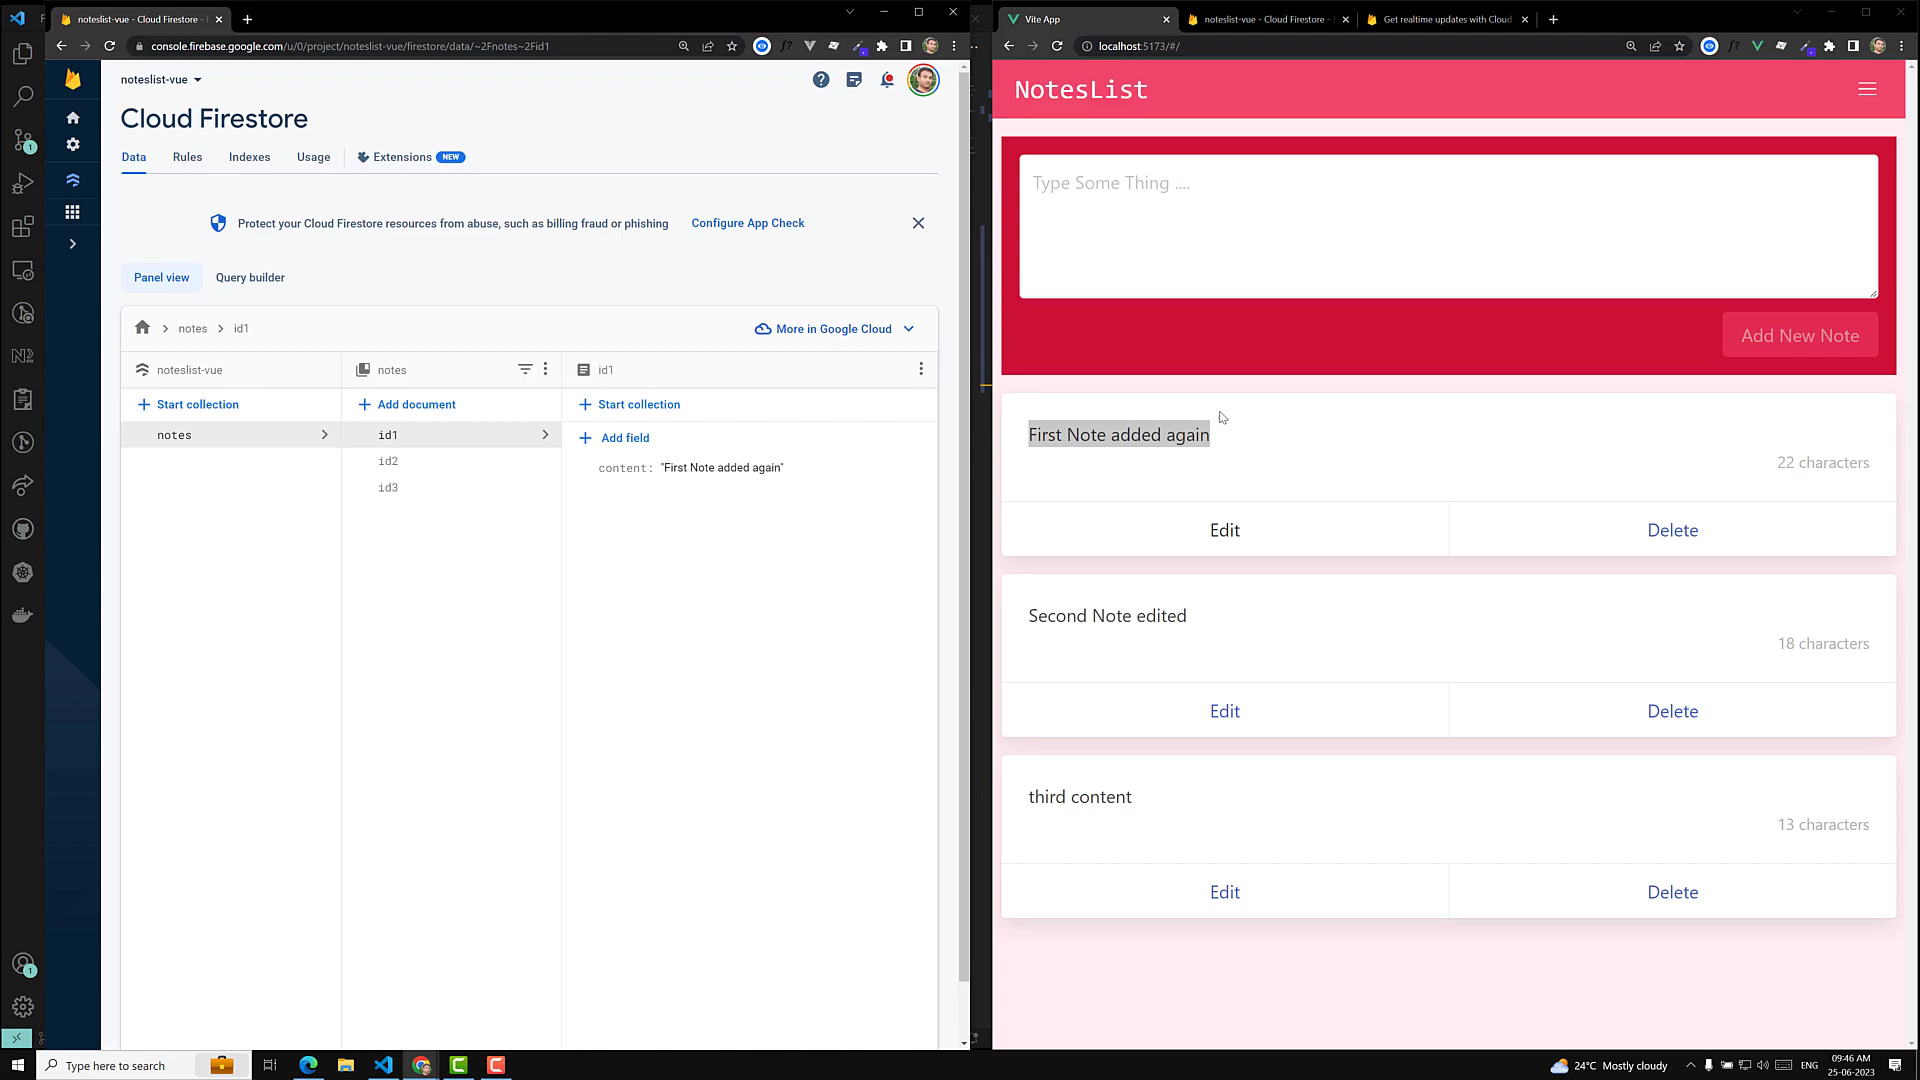 noteslist-vue - Cloud Firestore -
console.firebase.google.com/u/0/project/noteslist-vue/firestore/data/~2Fnotes~2Fid1
noteslist-vue
Cloud Firestore
Data
Rules
Indexes
Usage
Extensions
NEW
Protect your Cloud Firestore resources from abuse, such as billing fraud or phishing
Configure App Check
Panel view
Query builder
notes
id1
More in Google Cloud
noteslist-vue
notes
id1
Start collection
Add document
Start collection
notes
id1
id2
id3
Add field
content: "First Note added again"
Vite App
noteslist-vue - Cloud Firestore -
Get realtime updates with Cloud
localhost:5173/#/
NotesList
Type Some Thing ....
Add New Note
First Note added again
22 characters
Edit
Delete
Second Note edited
18 characters
Edit
Delete
third content
13 characters
Edit
Delete
Type here to search
24°C Mostly cloudy
ENG
09:46 AM
25-06-2023